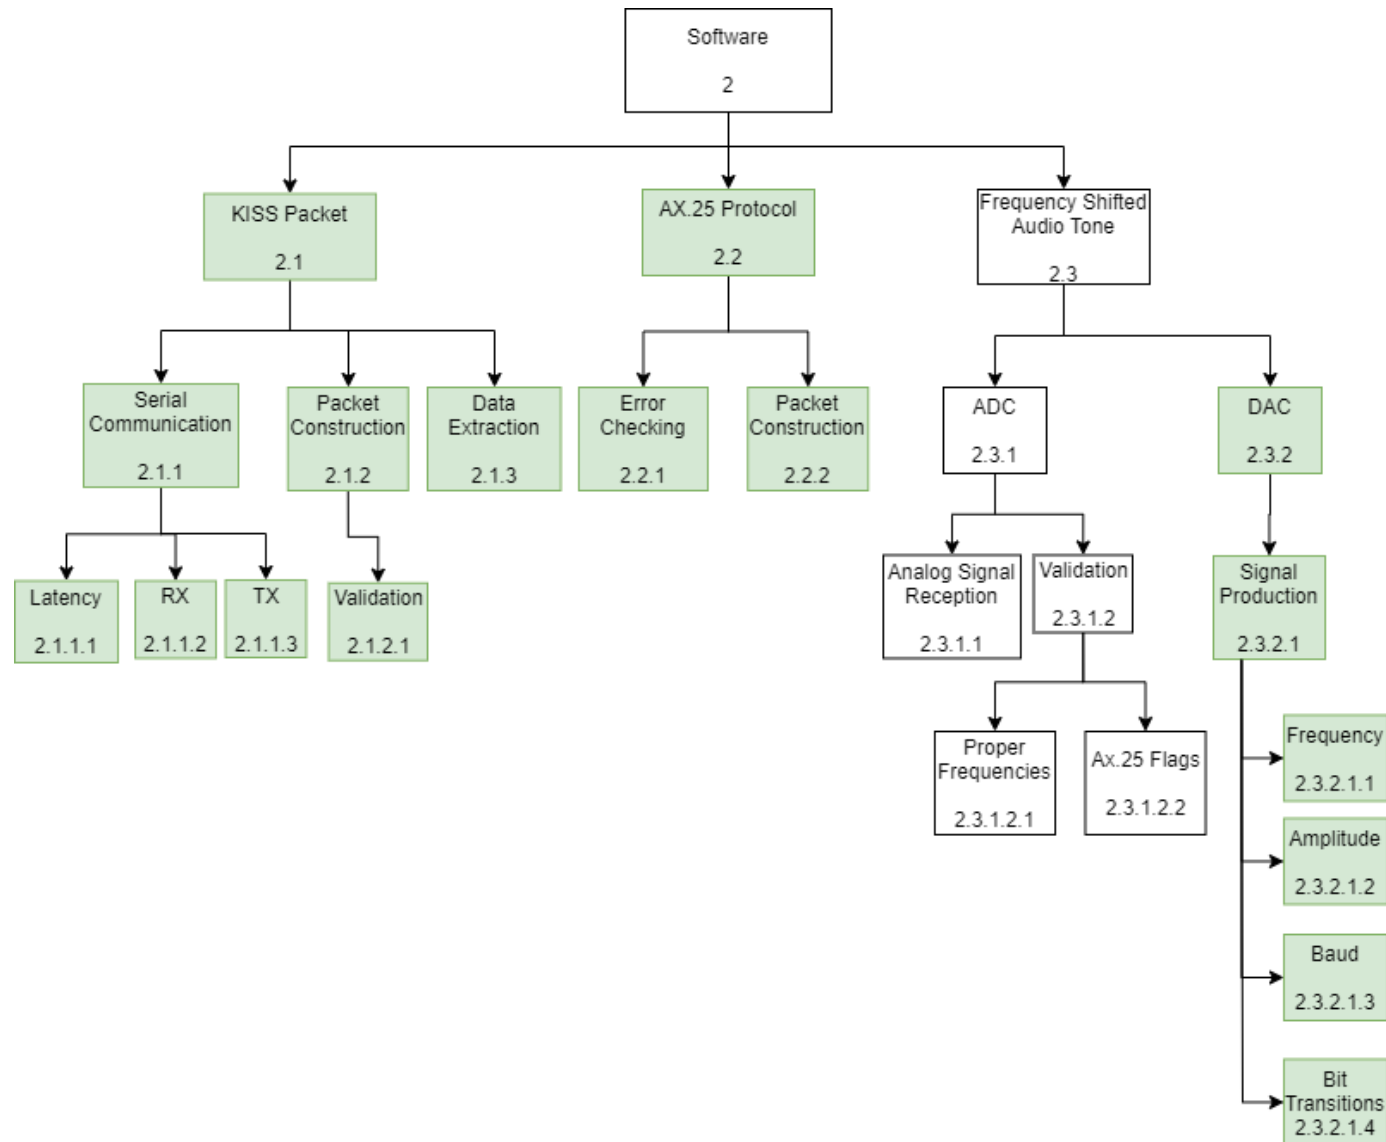 Software
2
KISS Packet
2.1
AX.25 Protocol
2.2
Frequency Shifted
Audio Tone
2.3
Serial
Communication
2.1.1
Packet
Construction
2.1.2
Data
Extraction
2.1.3
Error
Checking
2.2.1
Packet
Construction
2.2.2
ADC
2.3.1
DAC
2.3.2
Latency
2.1.1.1
RX
2.1.1.2
TX
2.1.1.3
Validation
2.1.2.1
Analog Signal
Reception
2.3.1.1
Validation
2.3.1.2
Signal
Production
2.3.2.1
Proper
Frequencies
2.3.1.2.1
Ax.25 Flags
2.3.1.2.2
Frequency
2.3.2.1.1
Amplitude
2.3.2.1.2
Baud
2.3.2.1.3
Bit
Transitions
2.3.2.1.4